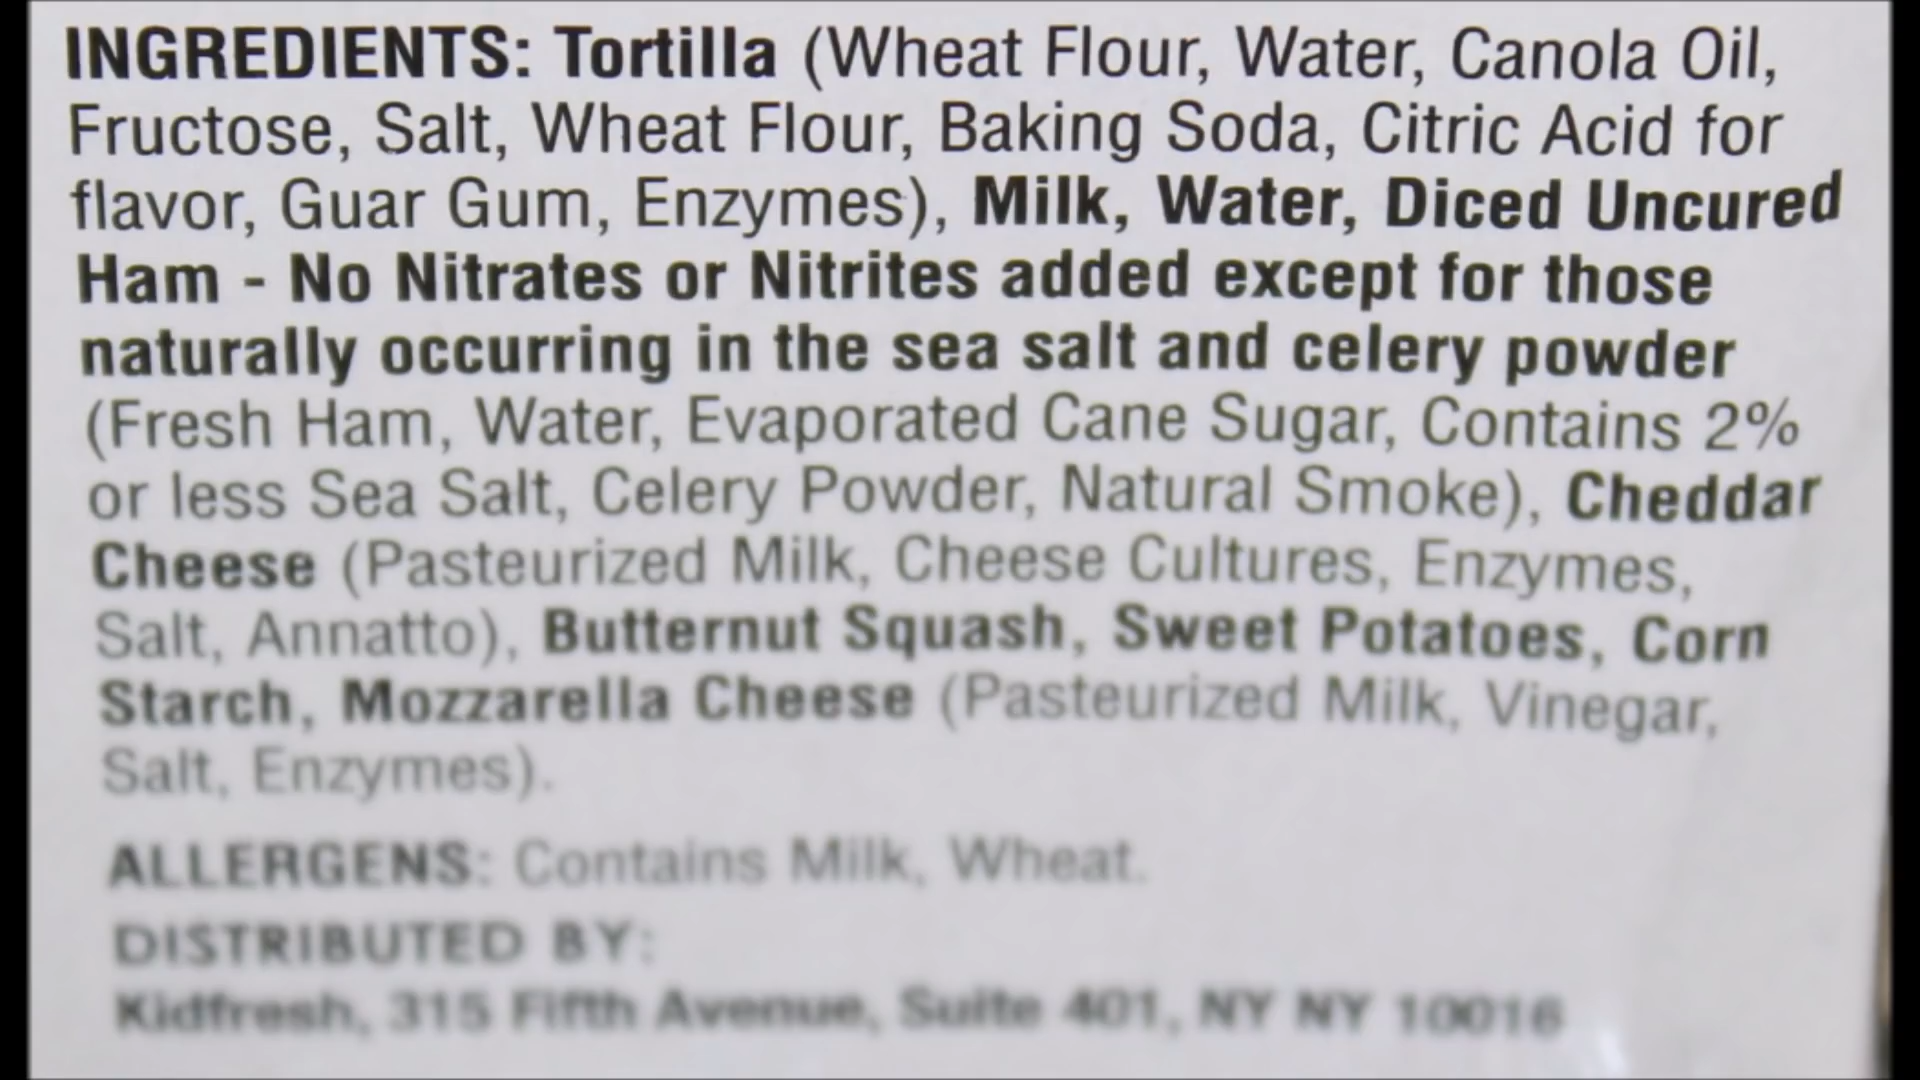 INGREDIENTS: Tortilla (Wheat Flour, Water, Canola Oil,
Fructose, Salt, Wheat Flour, Baking Soda, Citric Acid for
flavor, Guar Gum, Enzymes), Milk, Water, Diced Uncured
Ham - No Nitrates or Nitrites added except for those
naturally occurring in the sea salt and celery powder
(Fresh Ham, Water, Evaporated Cane Sugar, Contains 2%
or less Sea Salt, Celery Powder, Natural Smoke), Cheddar
Cheese (Pasteurized Milk, Cheese Cultures, Enzymes,
Salt, Annatto), Butternut Squash, Sweet Potatoes, Corn
Starch, Mozzarella Cheese (Pasteurized Milk, Vinegar,
Salt, Enzymes).
ALLERGENS: Contains Milk, Wheat.
DISTRIBUTED BY:
Kidfresh, 315 Fifth Avenue, Suite 401, NY NY 10016